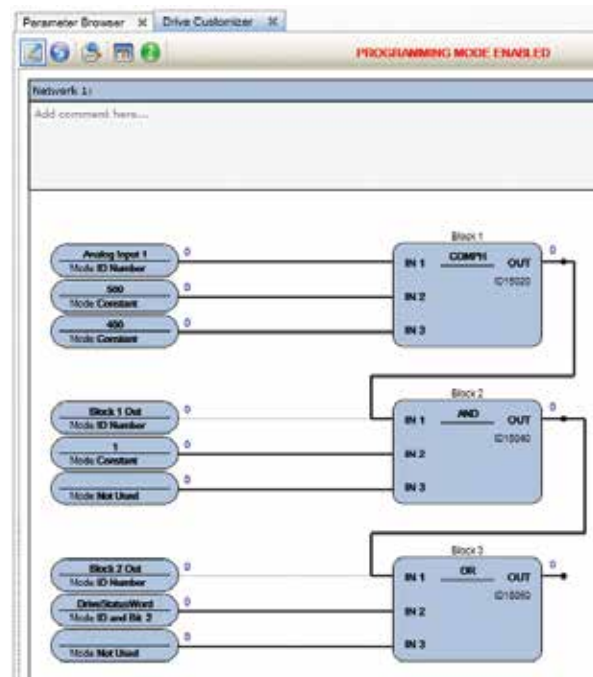 Parameter Browser Drive Customizer
PROGRAMMING MODE ENABLED
Network 1:
Add comment here...
Block 1
Analog Input 1 0
Mode ID Number
IN 1 COMPH OUT 0
ID15020
500 0
Mode Constant
IN 2
400 0
Mode Constant
IN 3
Block 2
Block 1 Out 0
Mode ID Number
IN 1 AND OUT 0
ID15040
1 0
Mode Constant
IN 2
0
Mode Not Used
IN 3
Block 3
Block 2 Out 0
Mode ID Number
IN 1 OR OUT 0
ID15060
DriveStatusWord 0
Mode ID and Bit 2
IN 2
0
Mode Not Used
IN 3